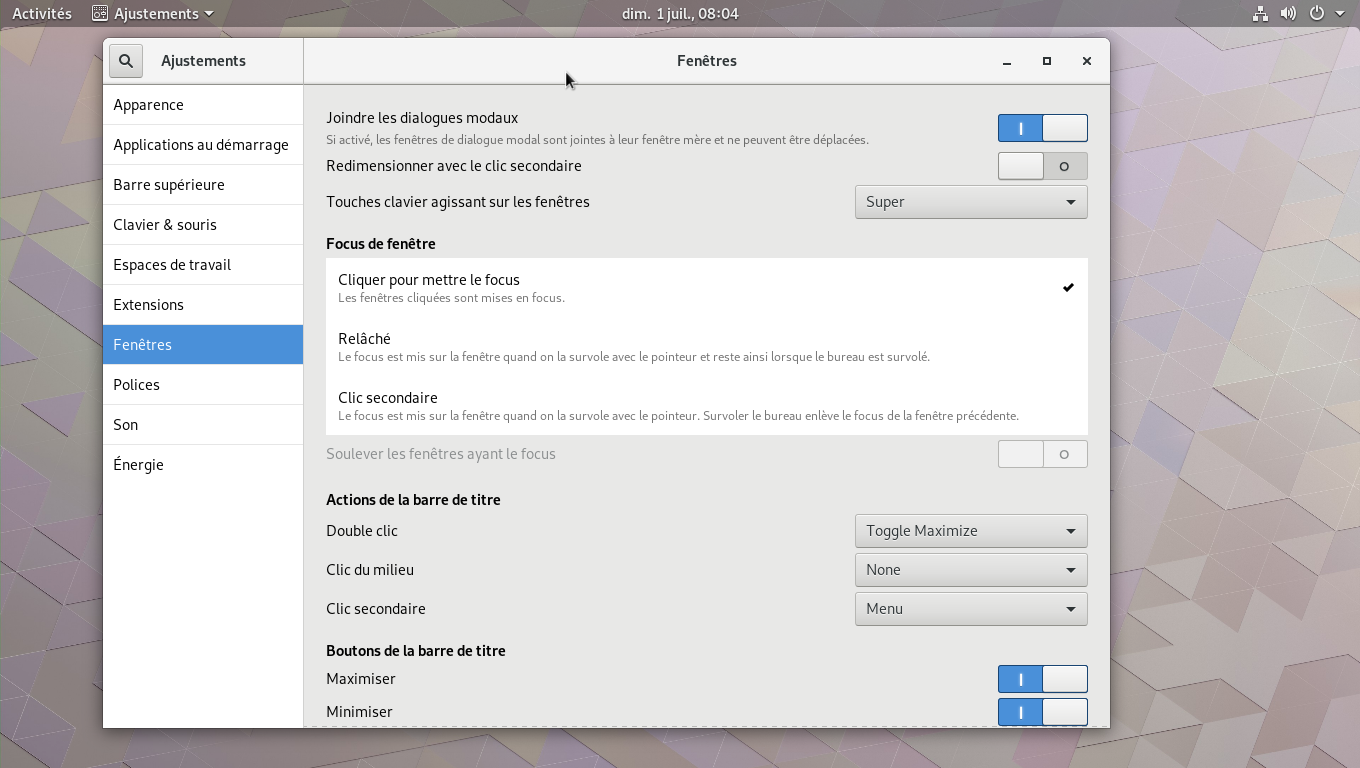 Activités
Ajustements
dim. 1 juil., 08:04
Ajustements
Fenêtres
Apparence
Applications au démarrage
Barre supérieure
Clavier & souris
Espaces de travail
Extensions
Fenêtres
Polices
Son
Énergie
Joindre les dialogues modaux
Si activé, les fenêtres de dialogue modal sont jointes à leur fenêtre mère et ne peuvent être déplacées.
Redimensionner avec le clic secondaire
Touches clavier agissant sur les fenêtres
Super
Focus de fenêtre
Cliquer pour mettre le focus
Les fenêtres cliquées sont mises en focus.
Relâché
Le focus est mis sur la fenêtre quand on la survole avec le pointeur et reste ainsi lorsque le bureau est survolé.
Clic secondaire
Le focus est mis sur la fenêtre quand on la survole avec le pointeur. Survoler le bureau enlève le focus de la fenêtre précédente.
Soulever les fenêtres ayant le focus
Actions de la barre de titre
Double clic
Toggle Maximize
Clic du milieu
None
Clic secondaire
Menu
Boutons de la barre de titre
Maximiser
Minimiser